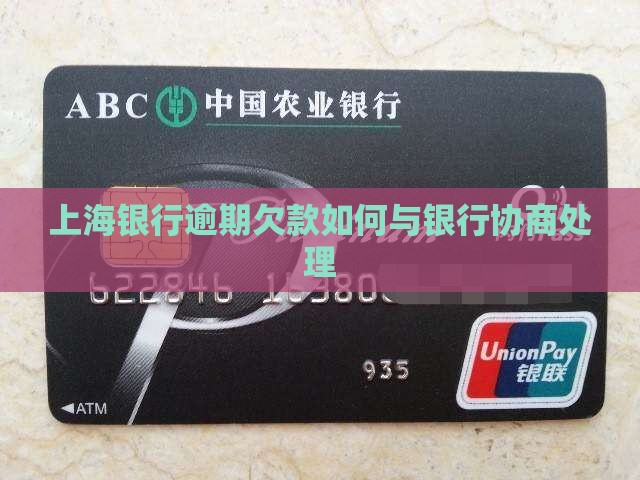 ABC 中国农业银行
上海银行逾期欠款如何与银行协商处
理
622846
935
UnionPay
银联
◀ATM